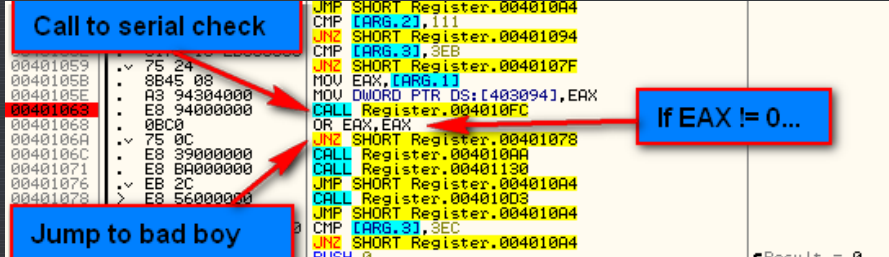 JMP SHORT Register.004010A4
Call to serial check
CMP [ARG.2],111
JNZ SHORT Register.00401094
CMP [ARG.3],3EB
00401059 .v 75 24 JNZ SHORT Register.0040107F
0040105B . 8B45 08 MOV EAX,[ARG.1]
0040105E . A3 94304000 MOV DWORD PTR DS:[403094],EAX
00401063 . E8 94000000 CALL Register.004010FC
00401068 . 0BC0 OR EAX,EAX
If EAX != 0...
0040106A .v 75 0C JNZ SHORT Register.00401078
0040106C . E8 39000000 CALL Register.004010AA
00401071 . E8 BA000000 CALL Register.00401130
00401076 .v EB 2C JMP SHORT Register.004010A4
00401078 > E8 56000000 CALL Register.004010D3
JMP SHORT Register.004010A4
Jump to bad boy
0 CMP [ARG.3],3EC
JNZ SHORT Register.004010A4
PUSH 0
Result = 0